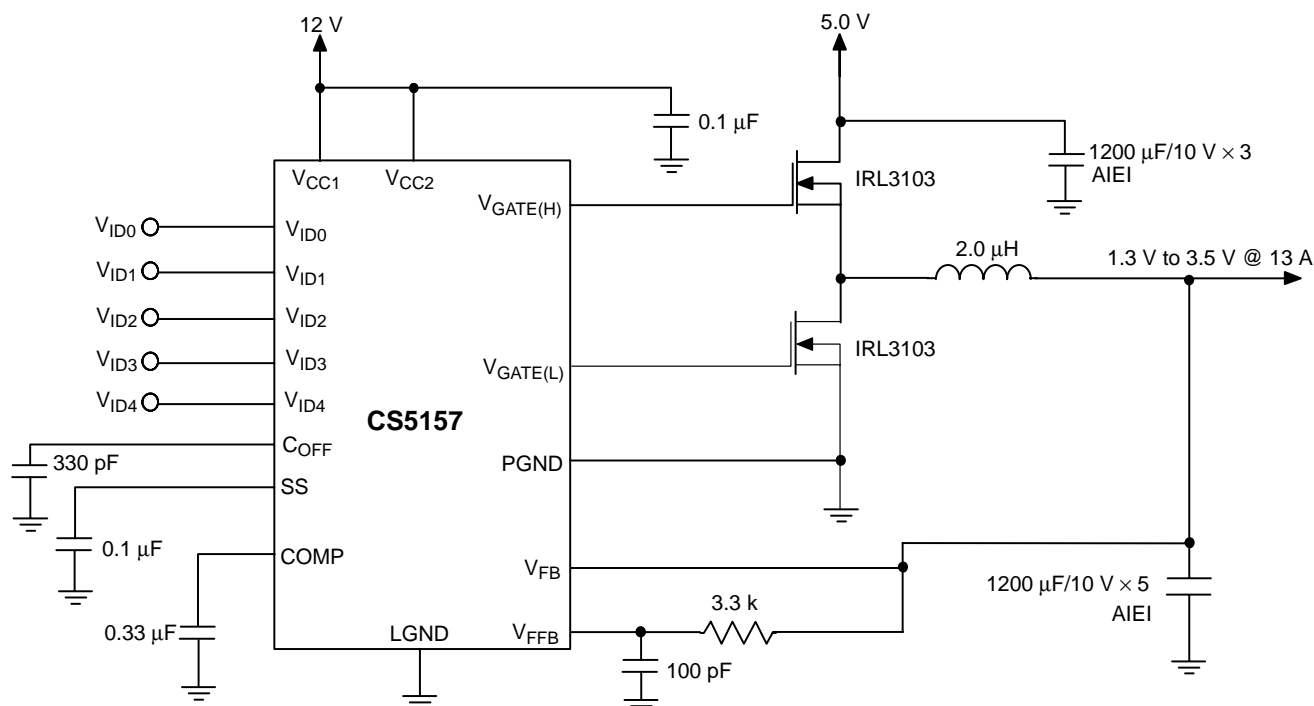 12 V
5.0 V
0.1 μF
1200 μF/10 V × 3
AIEI
VCC1
VCC2
IRL3103
VGATE(H)
VID0
VID0
VID1
VID1
2.0 μH
1.3 V to 3.5 V @ 13 A
VID2
VID2
IRL3103
VID3
VID3
VGATE(L)
VID4
VID4
CS5157
COFF
330 pF
PGND
SS
0.1 μF
COMP
VFB
1200 μF/10 V × 5
AIEI
3.3 k
0.33 μF
LGND
VFFB
100 pF